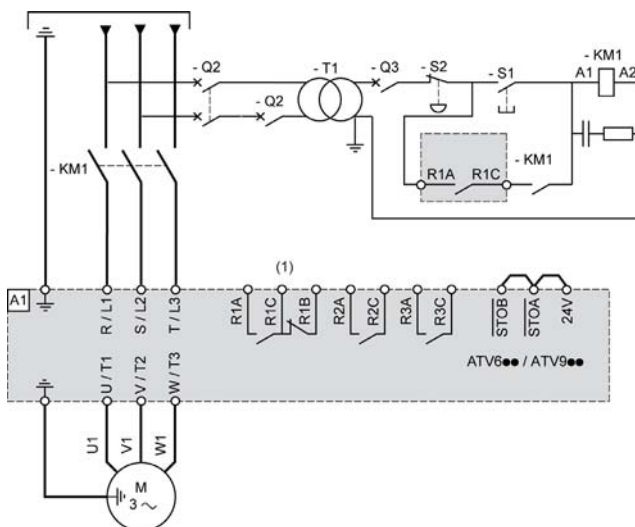 - Q2
- T1
- Q3
- S2
- S1
- KM1
A1
A2
- Q2
- KM1
R1A
R1C
- KM1
(1)
A1
R / L1
S / L2
T / L3
R1A
R1C
R1B
R2A
R2C
R3A
R3C
STOB
STOA
24V
ATV6●● / ATV9●●
U / T1
V / T2
W / T3
U1
V1
W1
M
3 ~